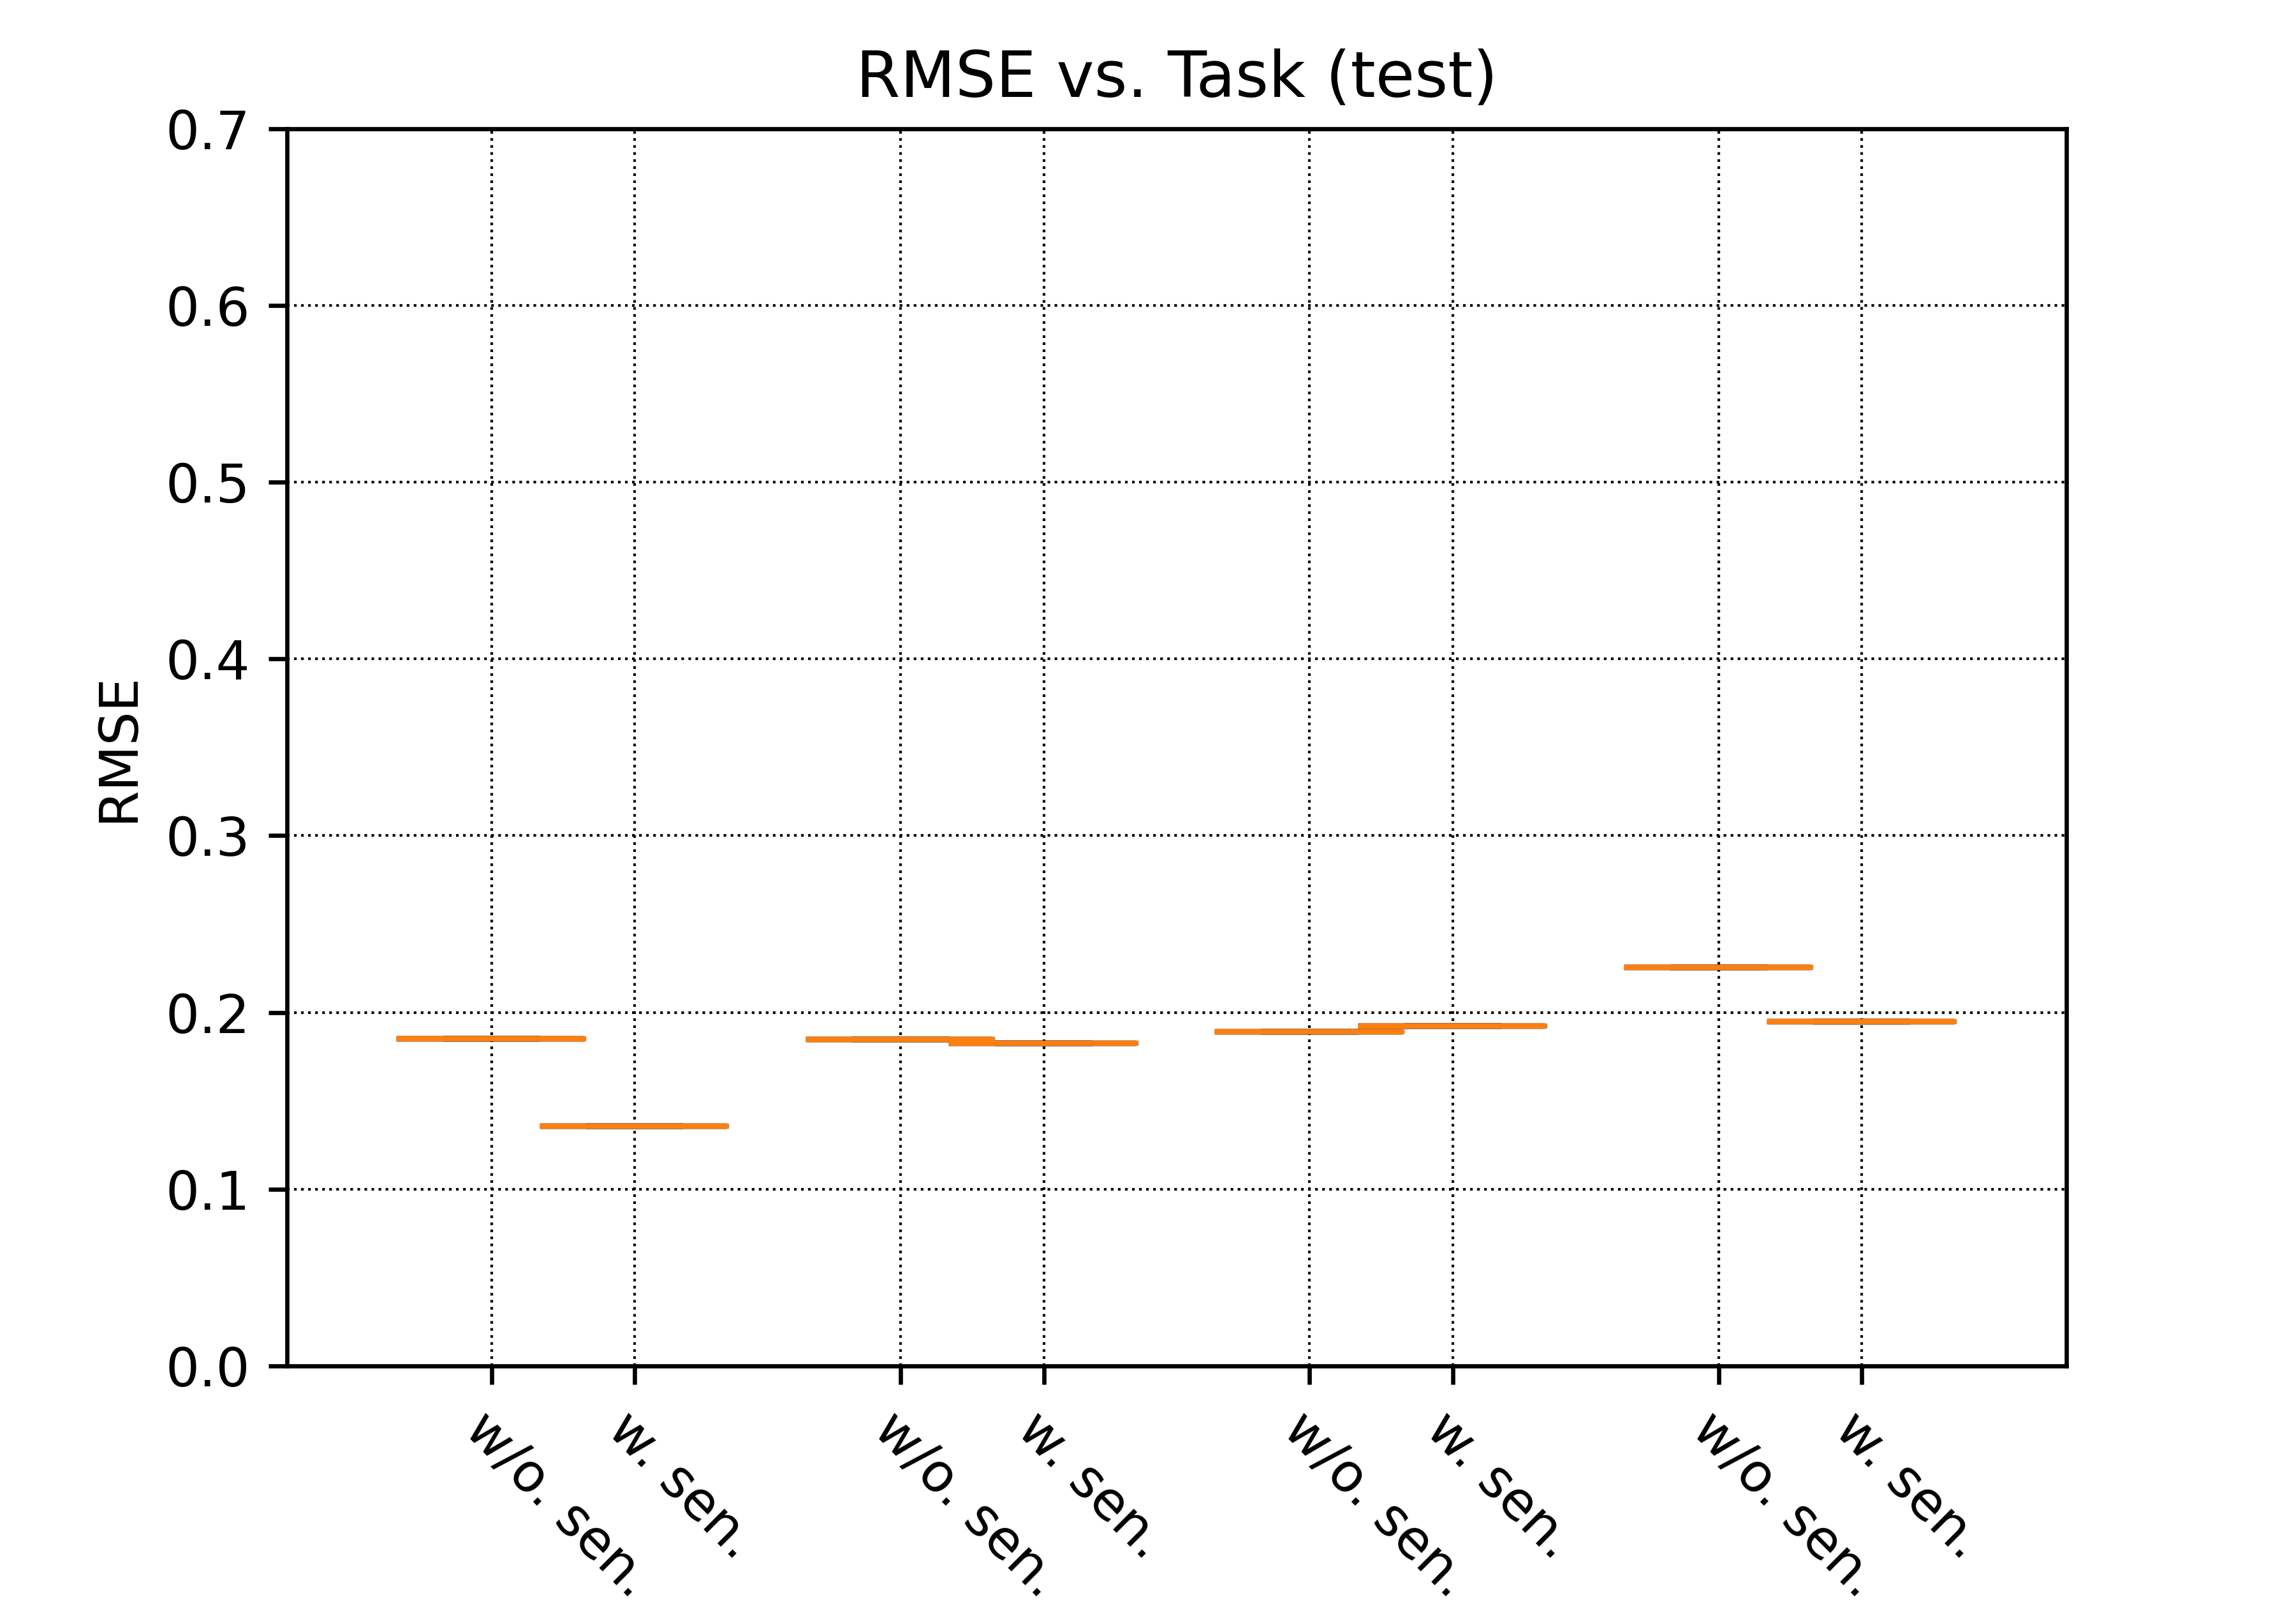 RMSE vs. Task (test)
0.7
0.6
0.5
0.4
0.3
0.2
0.1
0.0
RMSE
w/o. sen.
w. sen.
w/o. sen.
w. sen.
w/o. sen.
w. sen.
w/o. sen.
w. sen.